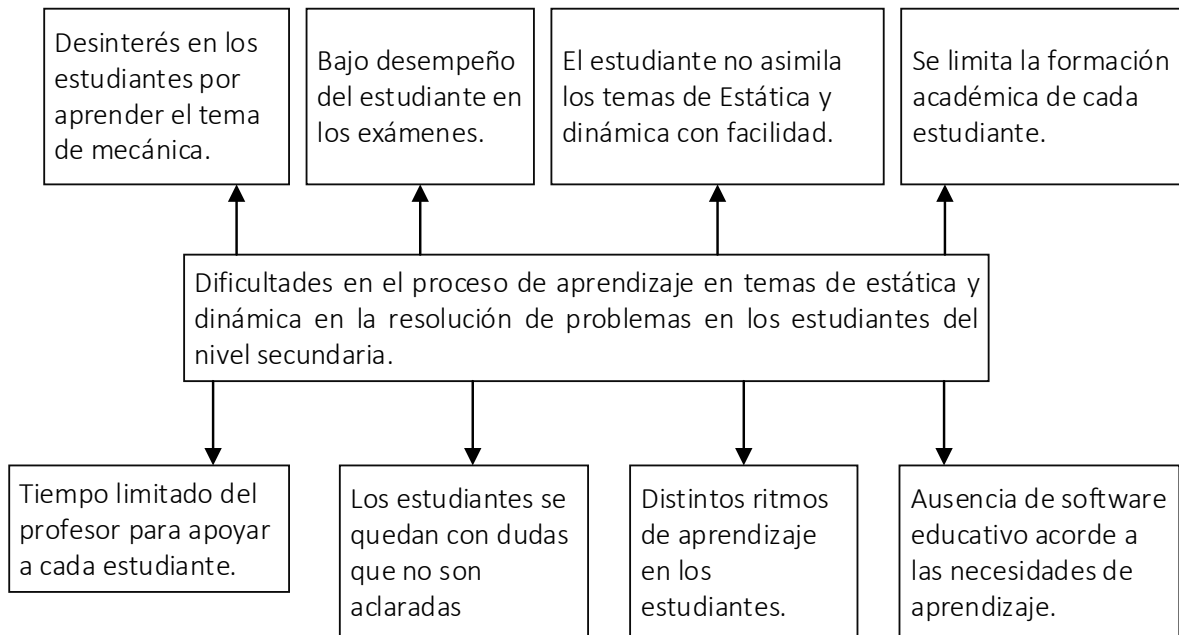 Desinterés en los
estudiantes por
aprender el tema
de mecánica.
Bajo desempeño
del estudiante en
los exámenes.
El estudiante no asimila
los temas de Estática y
dinámica con facilidad.
Se limita la formación
académica de cada
estudiante.
Dificultades en el proceso de aprendizaje en temas de estática y
dinámica en la resolución de problemas en los estudiantes del
nivel secundaria.
Tiempo limitado del
profesor para apoyar
a cada estudiante.
Los estudiantes se
quedan con dudas
que no son
aclaradas
Distintos ritmos
de aprendizaje
en los
estudiantes.
Ausencia de software
educativo acorde a
las necesidades de
aprendizaje.